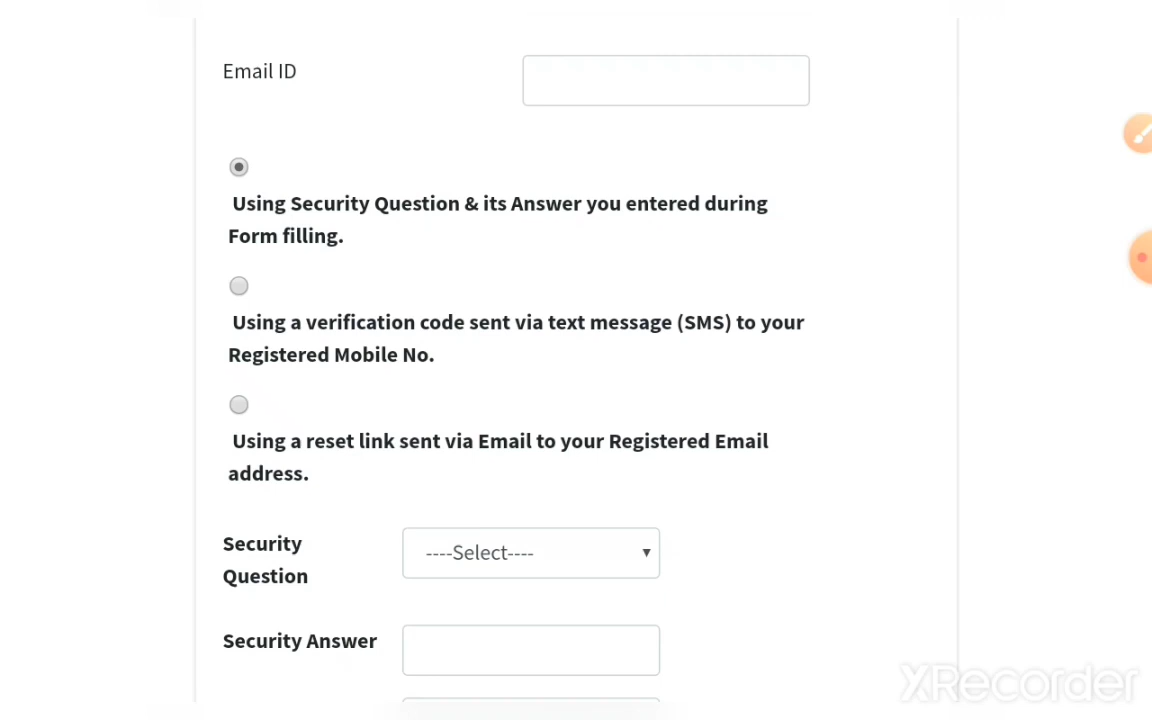 Email ID
Using Security Question & its Answer you entered during
Form filling.
Using a verification code sent via text message (SMS) to your
Registered Mobile No.
Using a reset link sent via Email to your Registered Email
address.
Security
Question
----Select----
Security Answer
XRecorder